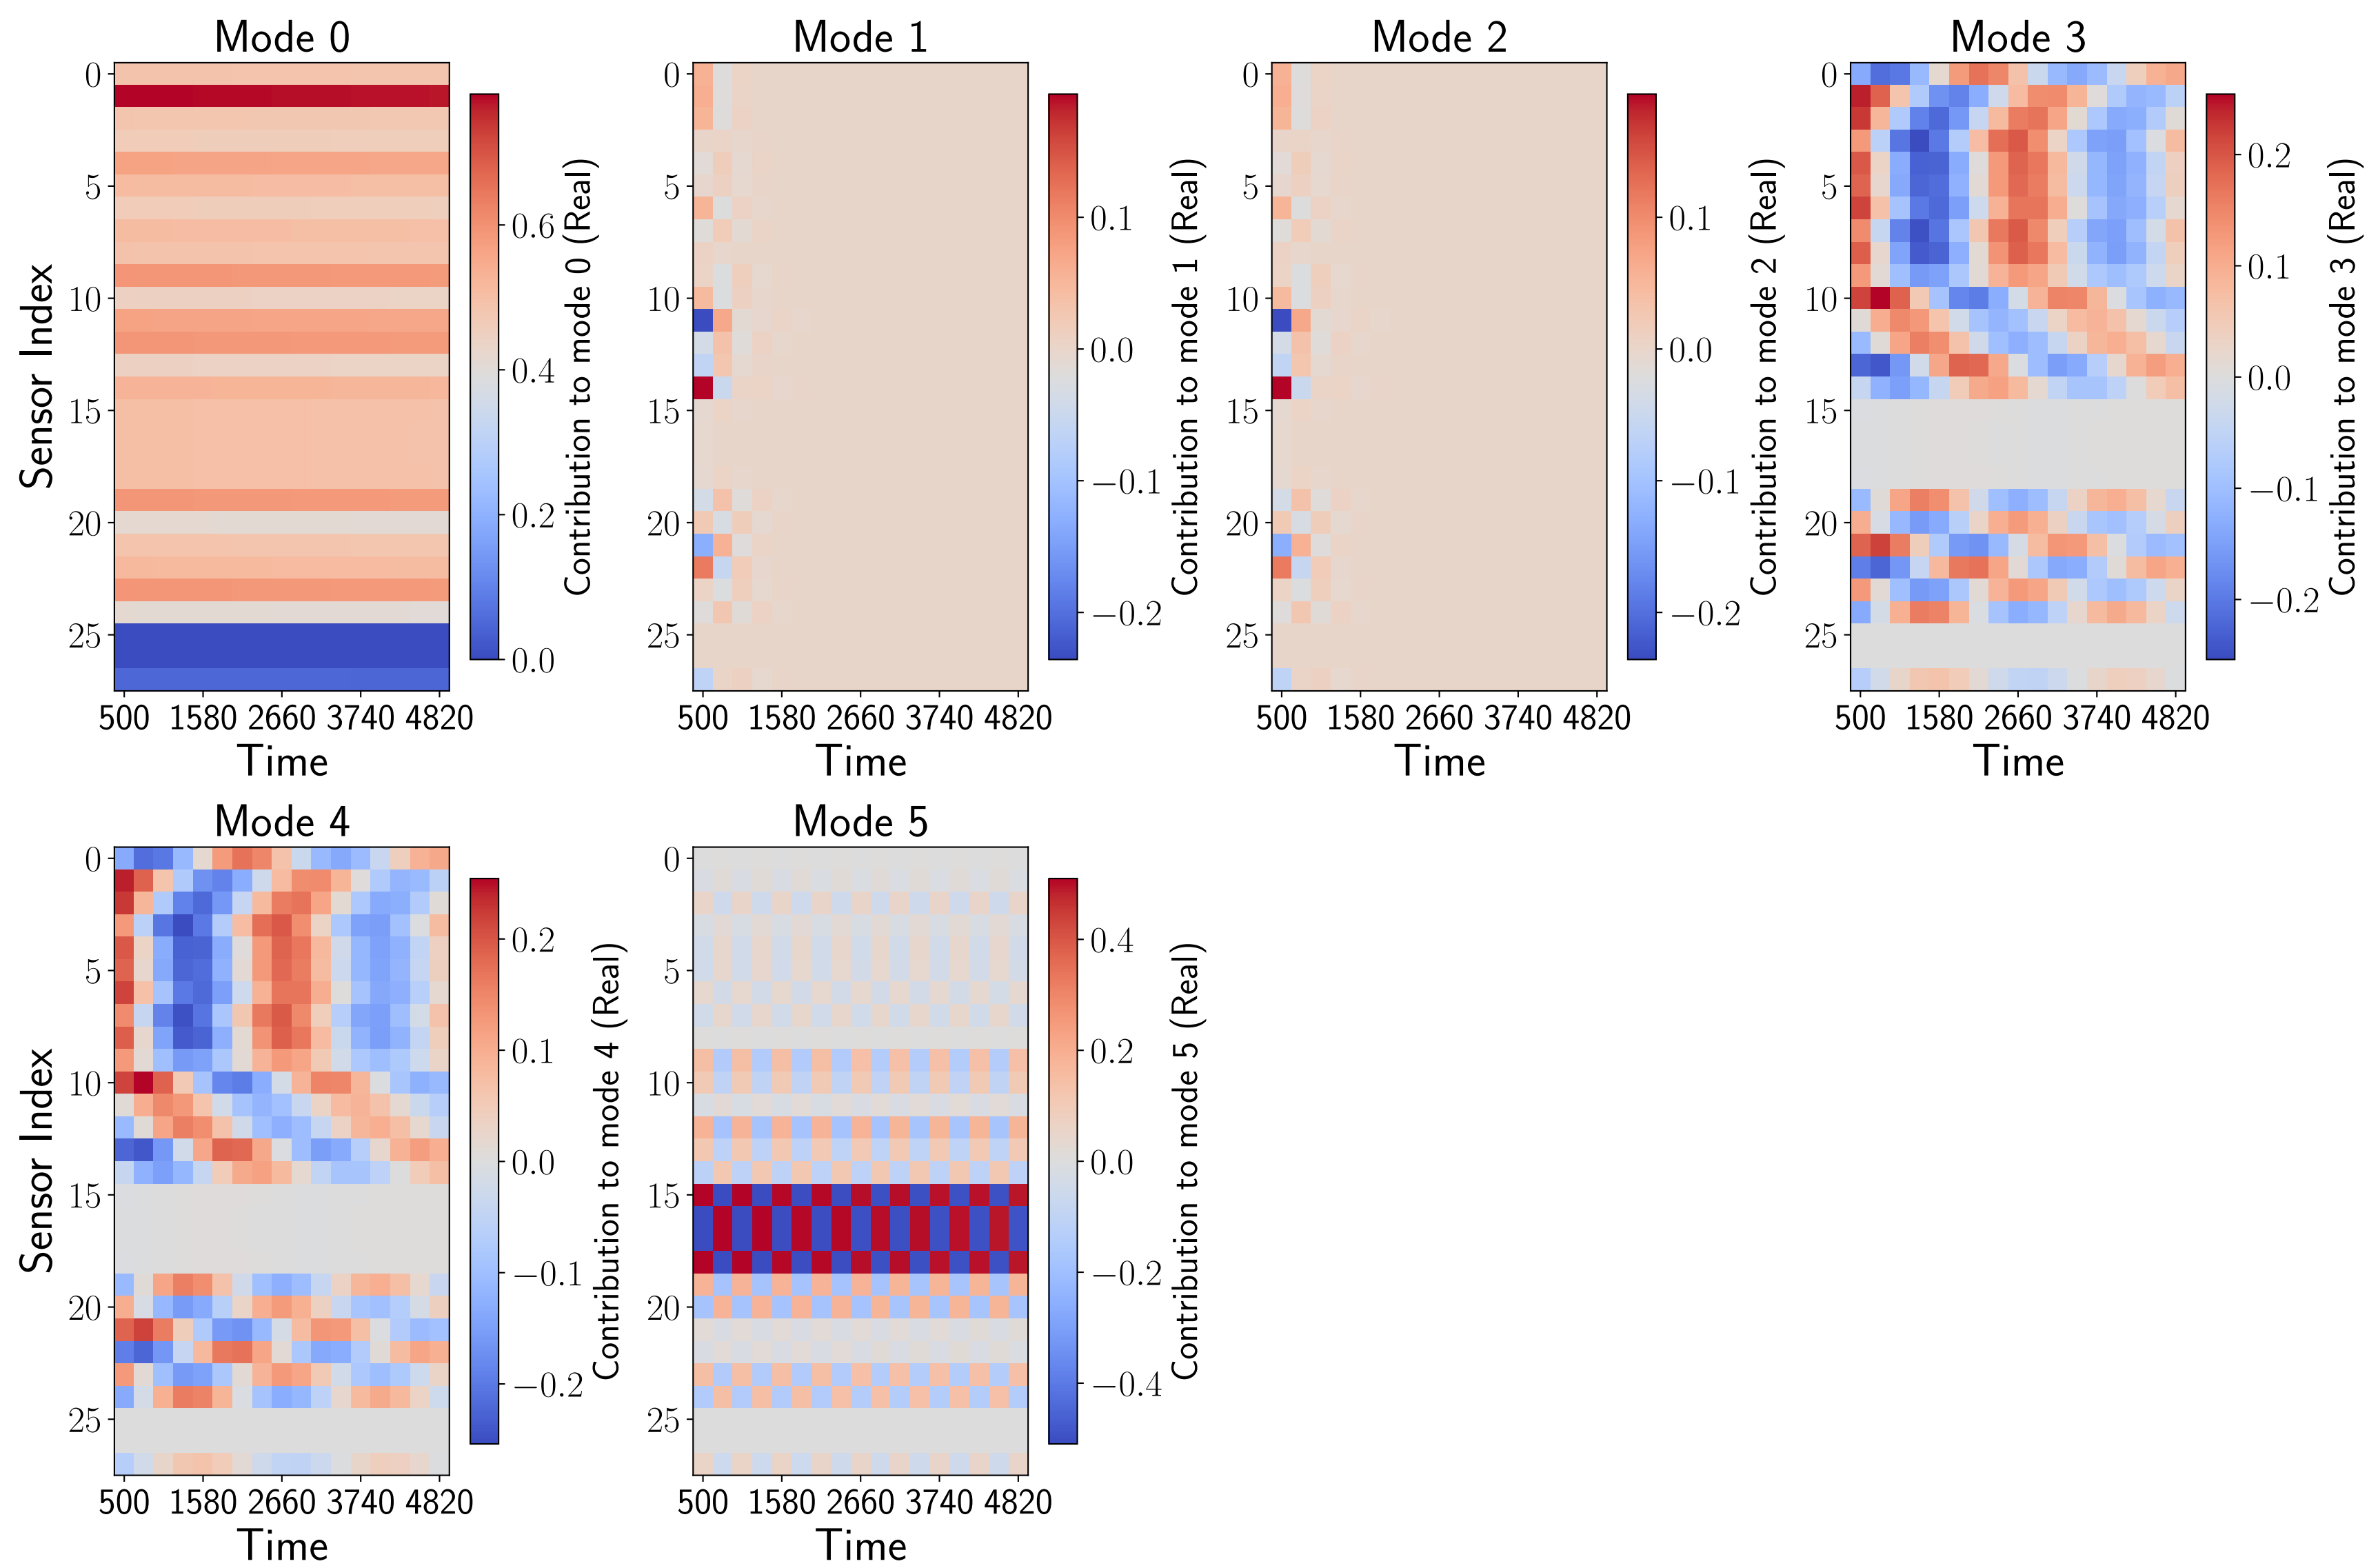 Mode 0
Sensor Index
0
5
10
15
20
25
500 1580 2660 3740 4820
Time
0.6
0.4
0.2
0.0
Contribution to mode 0 (Real)
Mode 1
0
5
10
15
20
25
500 1580 2660 3740 4820
Time
0.1
0.0
−0.1
−0.2
Contribution to mode 1 (Real)
Mode 2
0
5
10
15
20
25
500 1580 2660 3740 4820
Time
0.1
0.0
−0.1
−0.2
Contribution to mode 2 (Real)
Mode 3
0
5
10
15
20
25
500 1580 2660 3740 4820
Time
0.2
0.1
0.0
−0.1
−0.2
Contribution to mode 3 (Real)
Mode 4
Sensor Index
0
5
10
15
20
25
500 1580 2660 3740 4820
Time
0.2
0.1
0.0
−0.1
−0.2
Contribution to mode 4 (Real)
Mode 5
0
5
10
15
20
25
500 1580 2660 3740 4820
Time
0.4
0.2
0.0
−0.2
−0.4
Contribution to mode 5 (Real)